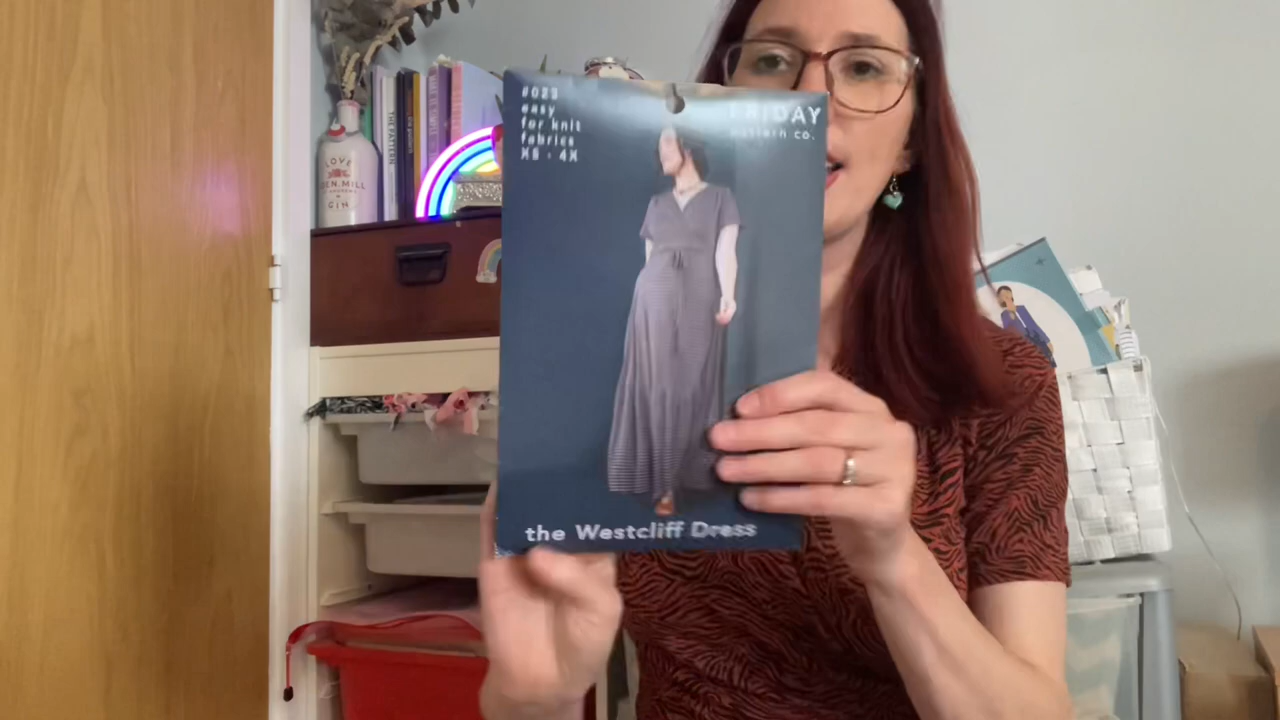 #023
easy
for knit
fabrics
XS - 4X
FRIDAY
pattern co.
the Westcliff Dress
LOVE
GIN